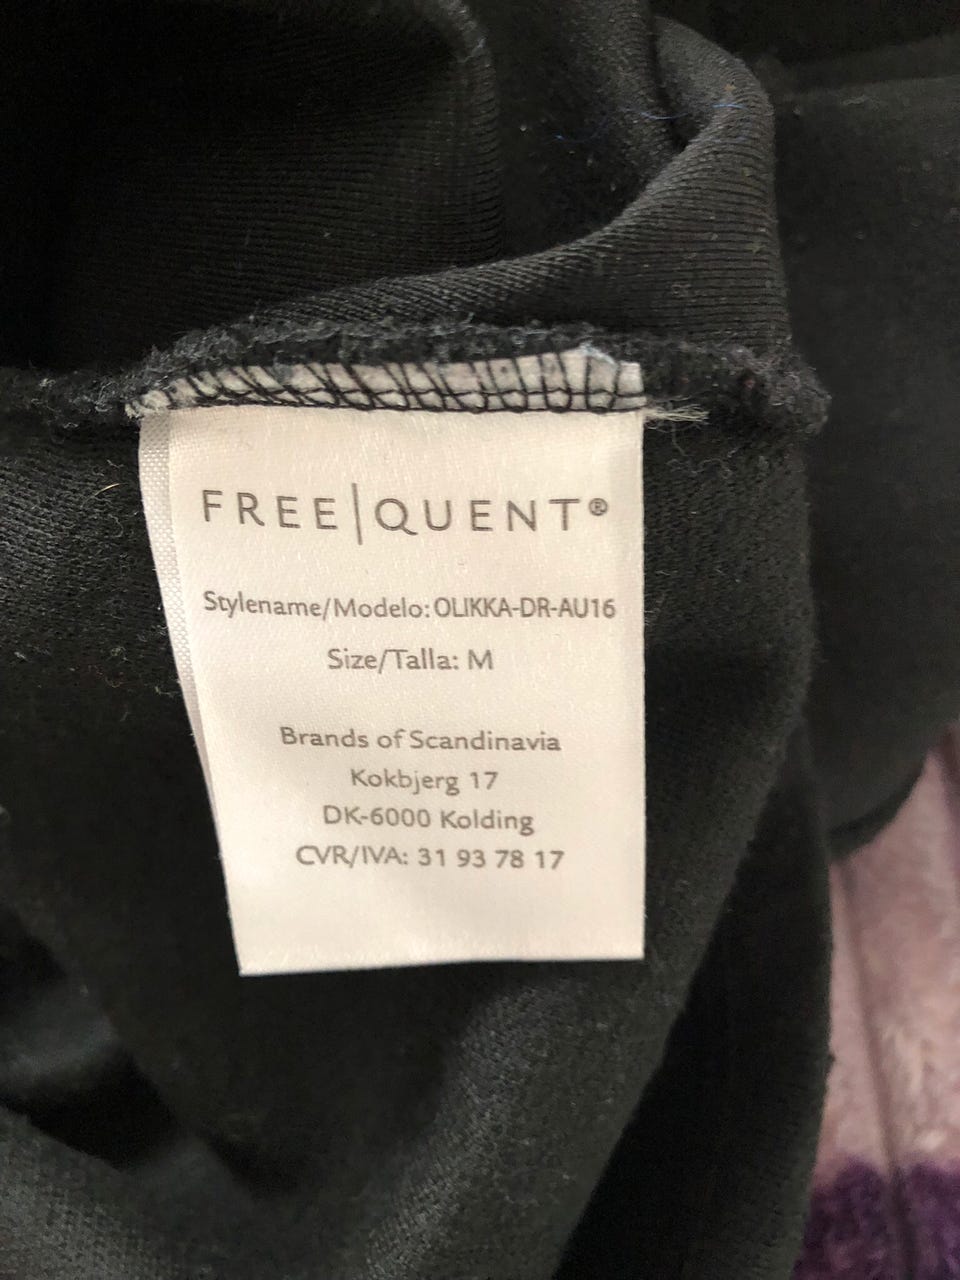 FREE|QUENT®
Stylename/Modelo: OLIKKA-DR-AU16
Size/Talla: M
Brands of Scandinavia
Kokbjerg 17
DK-6000 Kolding
CVR/IVA: 31 93 78 17